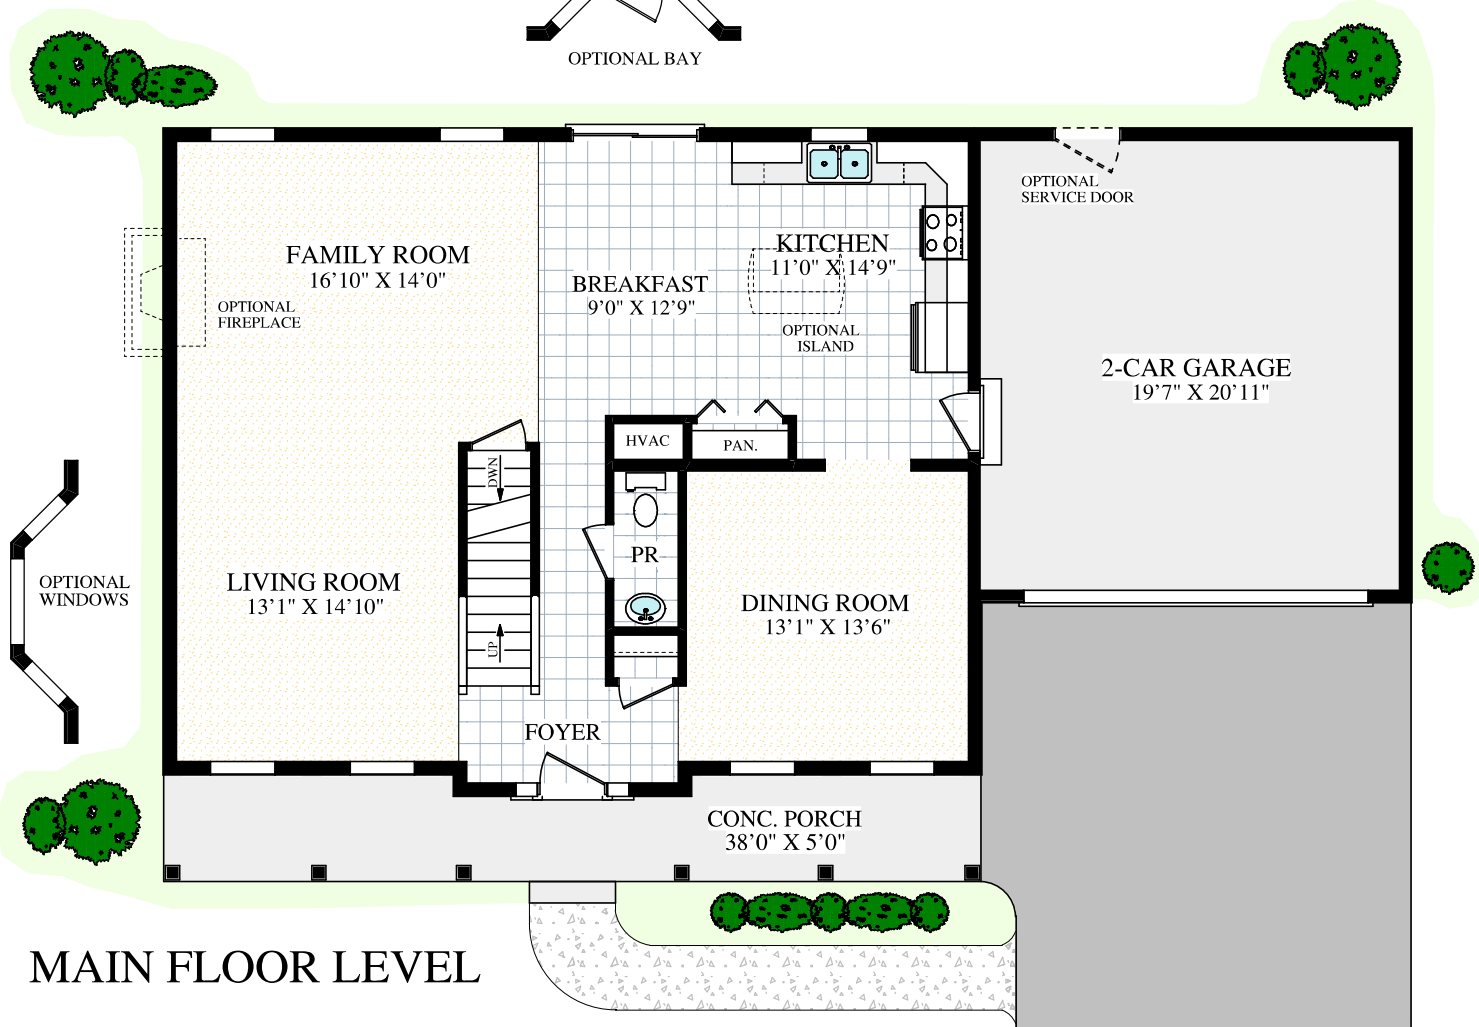 OPTIONAL BAY
OPTIONAL
SERVICE DOOR
FAMILY ROOM
16'10" X 14'0"
OPTIONAL
FIREPLACE
BREAKFAST
9'0" X 12'9"
KITCHEN
11'0" X 14'9"
OPTIONAL
ISLAND
2-CAR GARAGE
19'7" X 20'11"
HVAC
PAN.
DWN
OPTIONAL
WINDOWS
LIVING ROOM
13'1" X 14'10"
PR
DINING ROOM
13'1" X 13'6"
UP
FOYER
CONC. PORCH
38'0" X 5'0"
MAIN FLOOR LEVEL